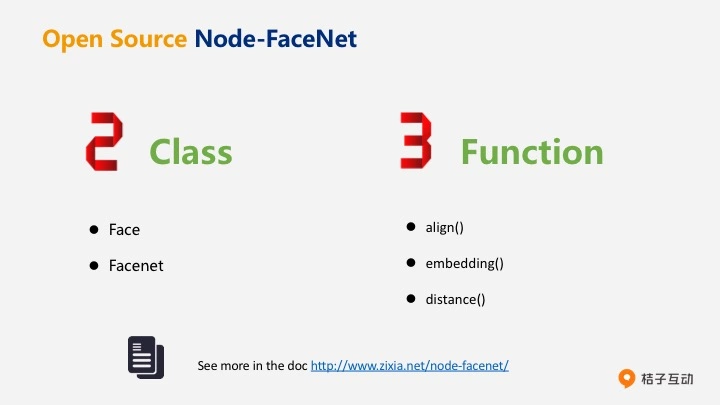 Open Source Node-FaceNet
2 Class
3 Function
● Face
● Facenet
● align()
● embedding()
● distance()
See more in the doc http://www.zixia.net/node-facenet/
桔子互动